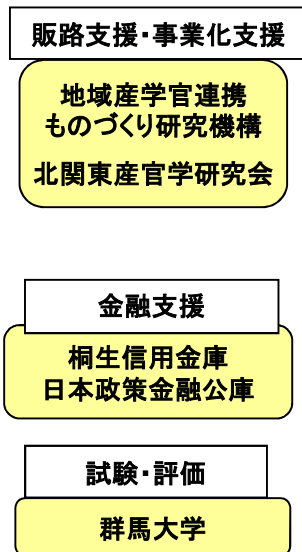 販路支援・事業化支援
地域産学官連携
ものづくり研究機構
北関東産官学研究会
金融支援
桐生信用金庫
日本政策金融公庫
試験・評価
群馬大学